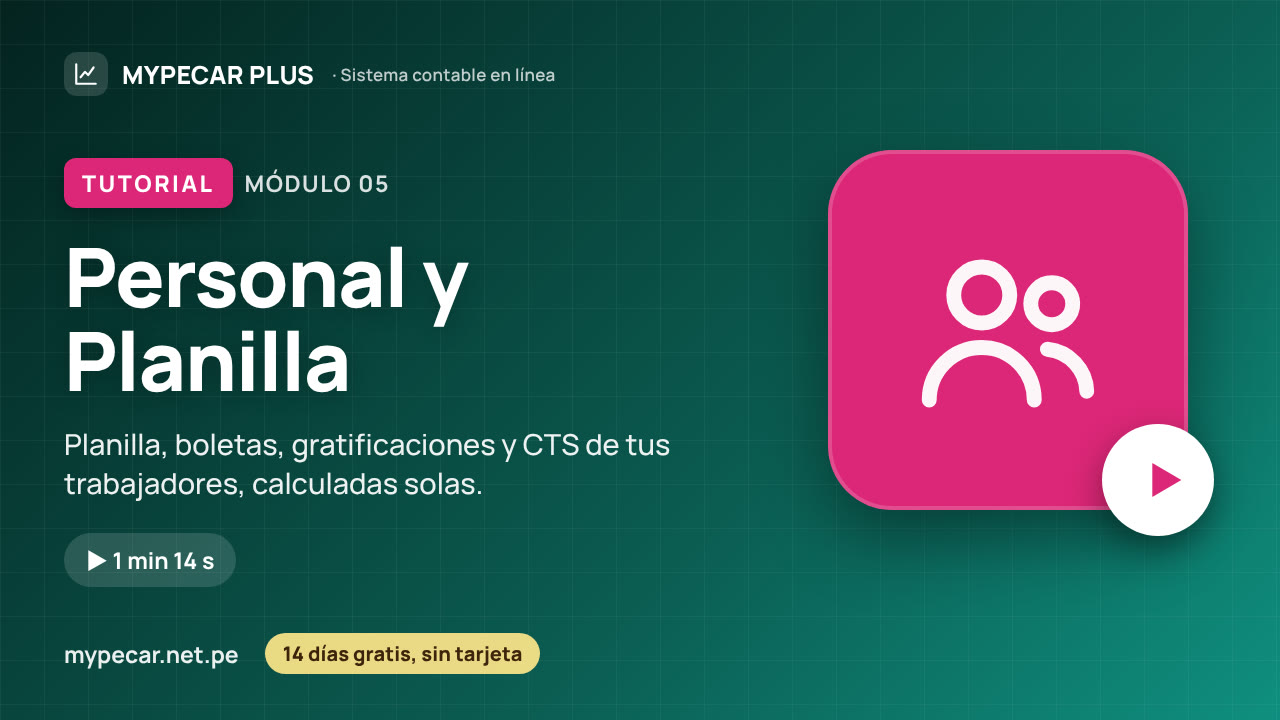 MYPECAR PLUS · Sistema contable en línea
TUTORIAL MÓDULO 05
Personal y
Planilla
Planilla, boletas, gratificaciones y CTS de tus
trabajadores, calculadas solas.
1 min 14 s
mypecar.net.pe 14 días gratis, sin tarjeta